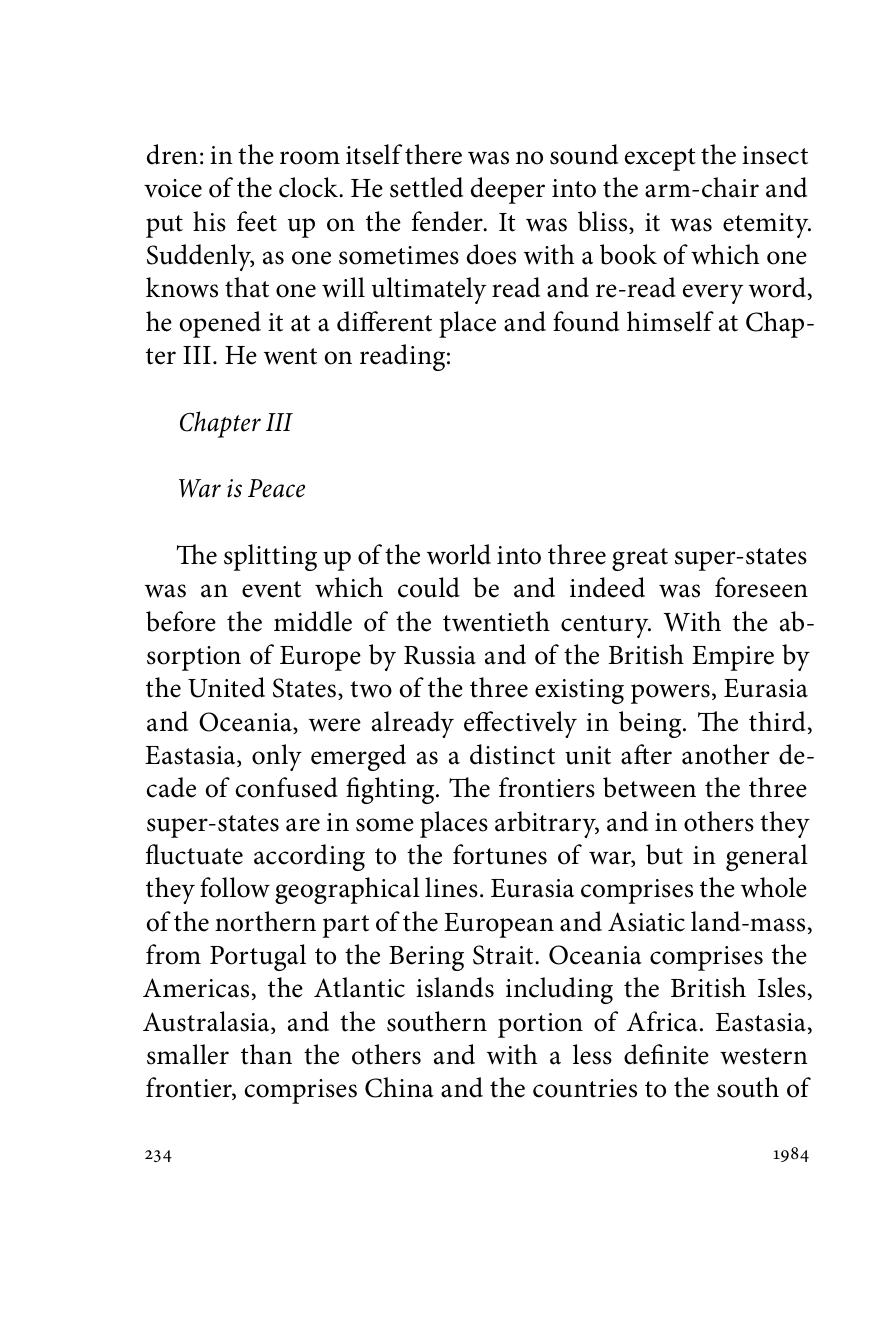 dren: in the room itself there was no sound except the insect
voice of the clock. He settled deeper into the arm-chair and
put his feet up on the fender. It was bliss, it was etemity.
Suddenly, as one sometimes does with a book of which one
knows that one will ultimately read and re-read every word,
he opened it at a different place and found himself at Chap-
ter III. He went on reading:
Chapter III
War is Peace
The splitting up of the world into three great super-states
was an event which could be and indeed was foreseen
before the middle of the twentieth century. With the ab-
sorption of Europe by Russia and of the British Empire by
the United States, two of the three existing powers, Eurasia
and Oceania, were already effectively in being. The third,
Eastasia, only emerged as a distinct unit after another de-
cade of confused fighting. The frontiers between the three
super-states are in some places arbitrary, and in others they
fluctuate according to the fortunes of war, but in general
they follow geographical lines. Eurasia comprises the whole
of the northern part of the European and Asiatic land-mass,
from Portugal to the Bering Strait. Oceania comprises the
Americas, the Atlantic islands including the British Isles,
Australasia, and the southern portion of Africa. Eastasia,
smaller than the others and with a less definite western
frontier, comprises China and the countries to the south of
234 1984